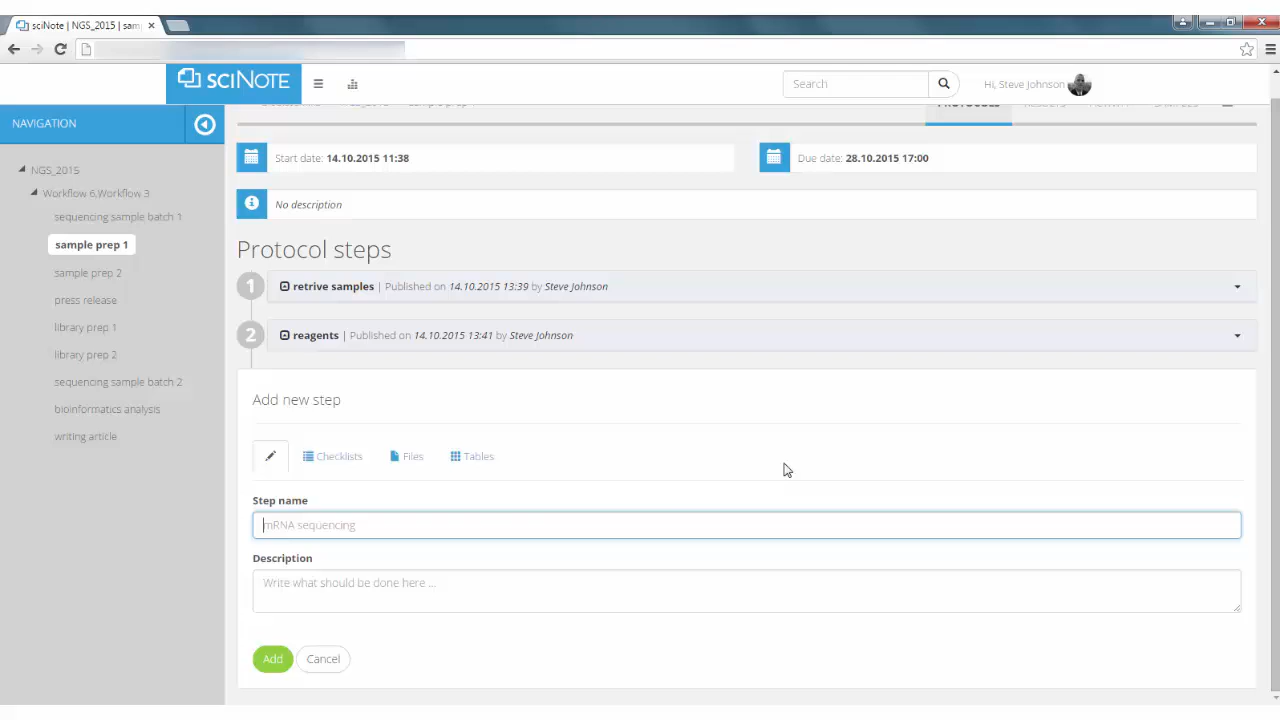 sciNote | NGS_2015 | sam
SCINOTE
Search
Hi, Steve Johnson
NAVIGATION
PROTOCOLS
Start date: 14.10.2015 11:38
Due date: 28.10.2015 17:00
No description
NGS_2015
Workflow 6,Workflow 3
sequencing sample batch 1
sample prep 1
sample prep 2
press release
library prep 1
library prep 2
sequencing sample batch 2
bioinformatics analysis
writing article
Protocol steps
1 retrive samples | Published on 14.10.2015 13:39 by Steve Johnson
2 reagents | Published on 14.10.2015 13:41 by Steve Johnson
Add new step
Checklists Files Tables
Step name
mRNA sequencing
Description
Write what should be done here ...
Add Cancel